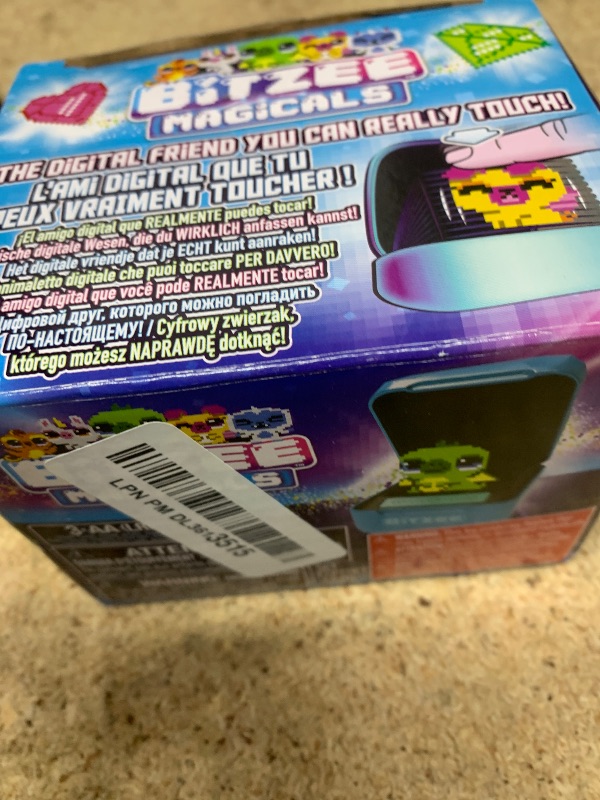 BiTZEE
MAGiCALS
THE DiGiTAL FRiEND YOU CAN REALLY TOUCH!
L'AMi DiGiTAL QUE TU
VEUX VRAiMENT TOUCHER !
¡El amigo digital que REALMENTE puedes tocar!
digitale Wesen, die du WIRKLICH anfassen kannst!
Het digitale vriendje dat je ECHT kunt aanraken!
animaletto digitale che puoi toccare PER DAVVERO!
amigo digital que você pode REALMENTE tocar!
Цифровой друг, которого можно погладить
ПО-НАСТОЯЩЕМУ! / Cyfrowy zwierzak,
którego możesz NAPRAWDĘ dotknąć!
LPN PM DL3613515
BiTZEE